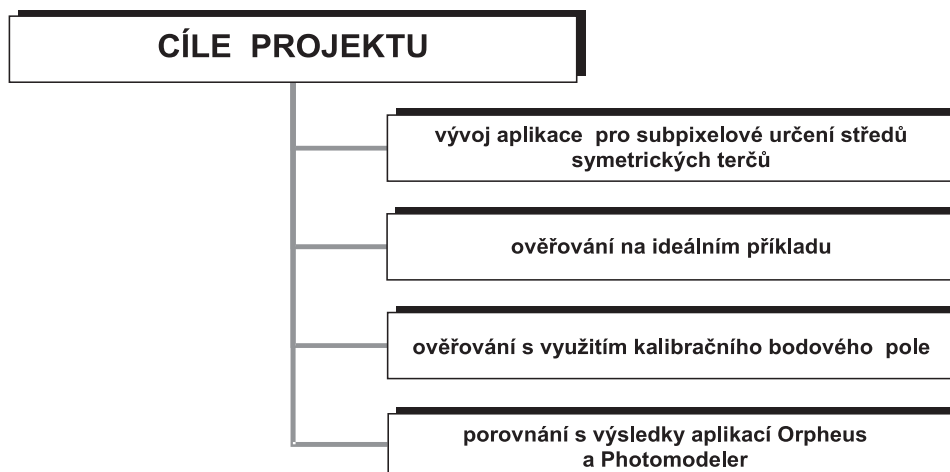 CÍLE PROJEKTU
vývoj aplikace pro subpixelové určení středů
symetrických terčů
ověřování na ideálním příkladu
ověřování s využitím kalibračního bodového pole
porovnání s výsledky aplikací Orpheus
a Photomodeler